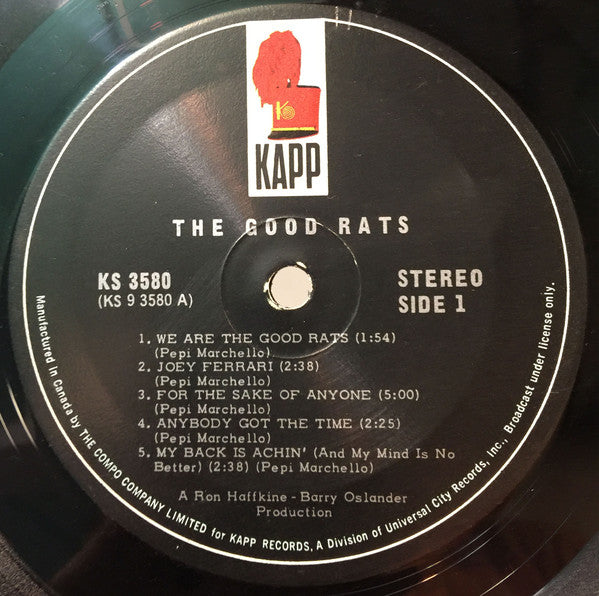 K
KAPP
THE GOOD RATS
KS 3580
(KS 9 3580 A)
STEREO
SIDE 1
1. WE ARE THE GOOD RATS (1:54)
(Pepi Marchello)
2. JOEY FERRARI (2:38)
(Pepi Marchello)
3. FOR THE SAKE OF ANYONE (5:00)
(Pepi Marchello)
4. ANYBODY GOT THE TIME (2:25)
(Pepi Marchello)
5. MY BACK IS ACHIN' (And My Mind Is No
Better) (2:38) (Pepi Marchello)
A Ron Haffkine - Barry Oslander
Production
Manufactured in Canada by THE COMPO COMPANY LIMITED for KAPP RECORDS, A Division of Universal City Records, Inc., Broadcast under license only.